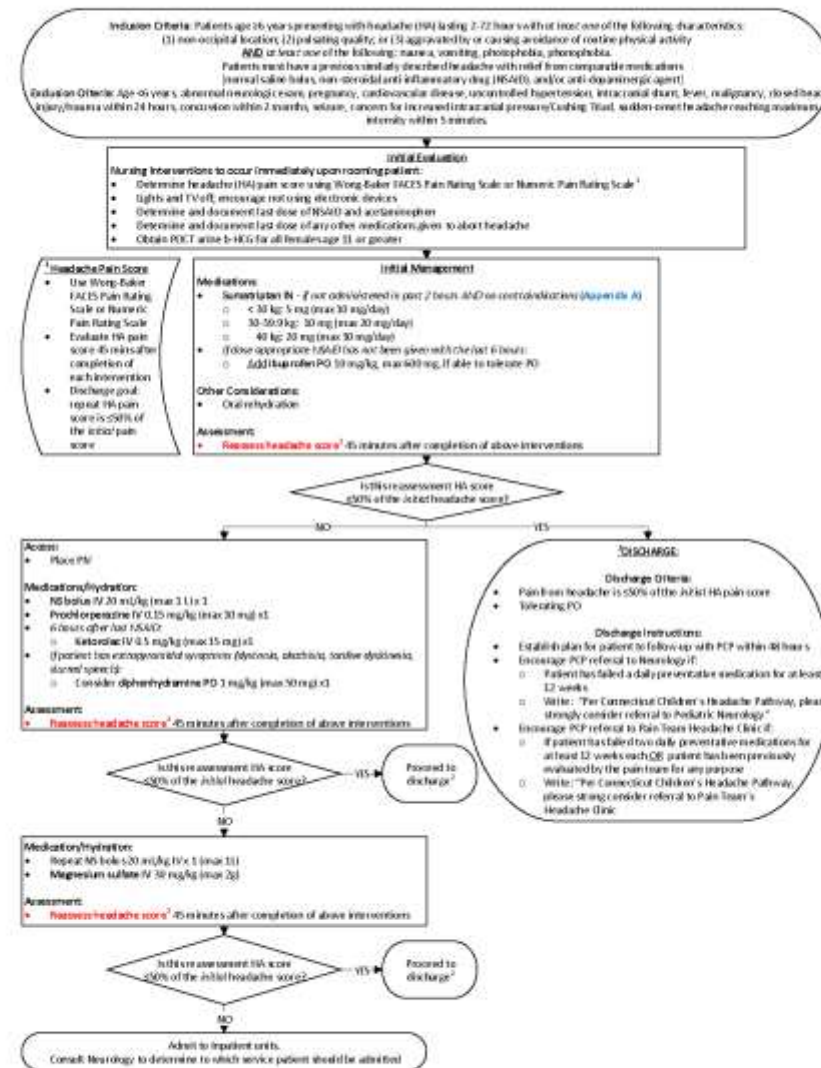 Inclusion Criteria: Patients age ≥6 years presenting with headache (HA) lasting 2-72 hours with at least one of the following characteristics:
(1) non-occipital location; (2) pulsating quality; or (3) aggravated by or causing avoidance of routine physical activity
AND at least one of the following: nausea, vomiting, photophobia, phonophobia.
Patients must have a previous similarly described headache with relief from comparable medications
(normal saline bolus, non-steroidal anti inflammatory drug (NSAID), and/or anti-dopaminergic agent)
Exclusion Criteria: Age <6 years, abnormal neurologic exam, pregnancy, cardiovascular disease, uncontrolled hypertension, intracranial shunt, fever, malignancy, closed head
injury/trauma within 24 hours, concussion within 2 months, seizure, concern for increased intracranial pressure/Cushing Triad, sudden-onset headache reaching maximum
intensity within 5 minutes.
Initial Evaluation
Nursing Interventions to occur immediately upon rooming patient:
• Determine headache (HA) pain score using Wong-Baker FACES Pain Rating Scale or Numeric Pain Rating Scale 1
• Lights and TV off; encourage not using electronic devices
• Determine and document last dose of NSAID and acetaminophen
• Determine and document last dose of any other medications given to abort headache
• Obtain POCT urine b-HCG for all females age 11 or greater
1 Headache Pain Score
• Use Wong-Baker
FACES Pain Rating
Scale or Numeric
Pain Rating Scale
• Evaluate HA pain
score 45 mins after
completion of
each intervention
• Discharge goal:
repeat HA pain
score is ≤50% of
the initial pain
score
Initial Management
Medications:
• Sumatriptan IN - if not administered in past 2 hours AND no contraindications (Appendix A)
○ < 30 kg: 5 mg (max 10 mg/day)
○ 30-39.9 kg: 10 mg (max 20 mg/day)
○ 40 kg: 20 mg
• If dose appropriate NSAID has not been given with the last 6 hours:
○ Add ibuprofen PO 10 mg/kg, max 600 mg, if able to tolerate PO
Other Considerations:
• Oral rehydration
Assessment:
• Reassess headache score 45 minutes after completion of above interventions
Is this reassessment HA score
≤50% of the initial headache score?
NO
YES
Access:
• Place PIV
Medications/Hydration:
• NS bolus IV 20 mL/kg (max 1 L) x 1
• Prochlorperazine IV 0.15 mg/kg (max 10 mg) x1
• 6 hours after last NSAID:
○ Ketorolac IV 0.5 mg/kg (max 15 mg) x1
• If patient has extrapyramidal symptoms (dystonia, akathisia, tardive dyskinesia,
slurred speech):
○ Consider diphenhydramine PO 1 mg/kg (max 50 mg) x1
Assessment:
• Reassess headache score 45 minutes after completion of above interventions
2DISCHARGE:
Discharge Criteria:
• Pain from headache is ≤50% of the initial HA pain score
• Tolerating PO
Discharge Instructions:
• Establish plan for patient to follow-up with PCP within 48 hours
• Encourage PCP referral to Neurology if:
○ Patient has failed a daily preventative medication for at least
12 weeks
○ Write: "Per Connecticut Children's Headache Pathway, please
strongly consider referral to Pediatric Neurology"
• Encourage PCP referral to Pain Team Headache Clinic if:
○ If patient has failed two daily preventative medications for
at least 12 weeks each OR patient has been previously
evaluated by the pain team for any purpose
○ Write: "Per Connecticut Children's Headache Pathway,
please strong consider referral to Pain Team's
Headache Clinic
Is this reassessment HA score
≤50% of the initial headache score?
YES
Proceed to
discharge2
NO
Medication/Hydration:
• Repeat NS bolus 20 mL/kg IV x 1 (max 1L)
• Magnesium sulfate IV mg/kg (max 2g)
Assessment:
• Reassess headache score 45 minutes after completion of above interventions
Is this reassessment HA score
≤50% of the initial headache score?
YES
Proceed to
discharge2
NO
Admit to Inpatient units.
Consult Neurology to determine to which service patient should be admitted